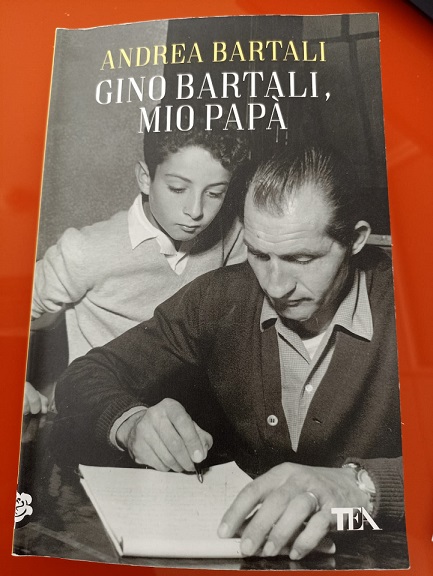 ANDREA BARTALI
GINO BARTALI,
MIO PAPÀ
TEA